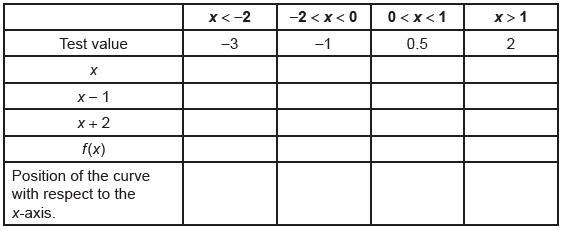 x < –2 –2 < x < 0 0 < x < 1 x > 1
Test value –3 –1 0.5 2
x
x – 1
x + 2
f(x)
Position of the curve
with respect to the
x-axis.